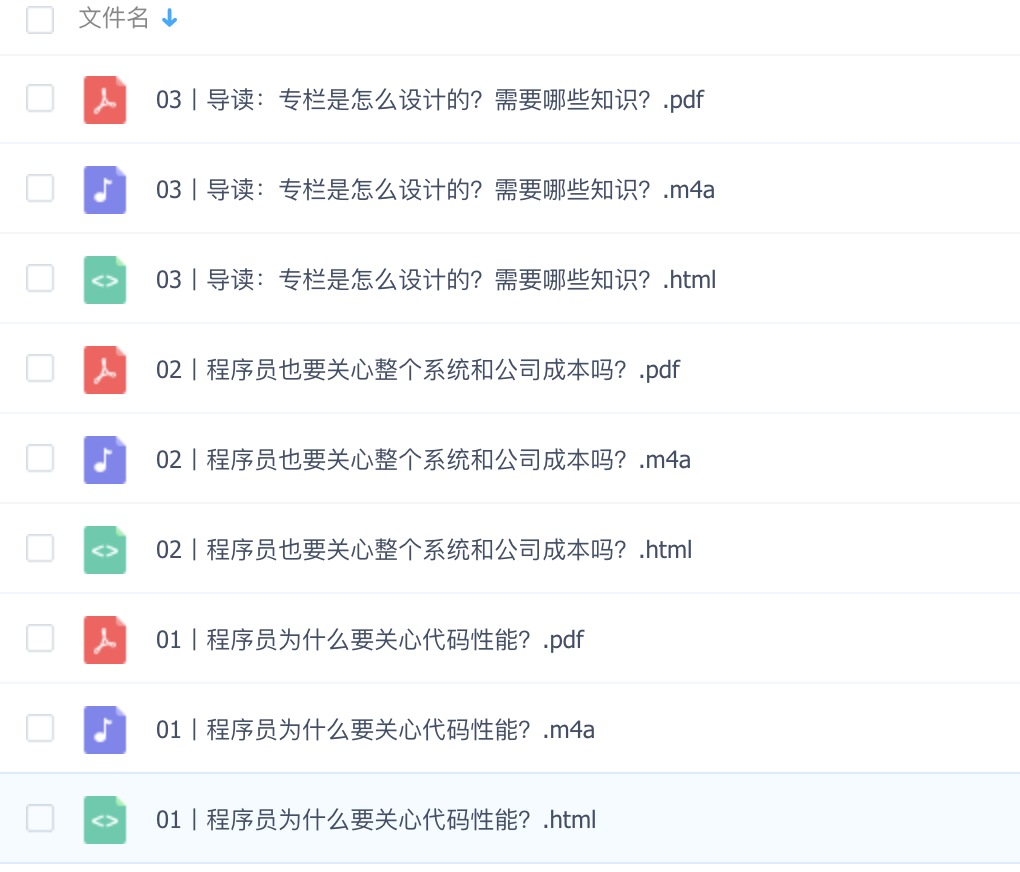 文件名
03丨导读：专栏是怎么设计的？需要哪些知识？.pdf
03丨导读：专栏是怎么设计的？需要哪些知识？.m4a
03丨导读：专栏是怎么设计的？需要哪些知识？.html
02丨程序员也要关心整个系统和公司成本吗？.pdf
02丨程序员也要关心整个系统和公司成本吗？.m4a
02丨程序员也要关心整个系统和公司成本吗？.html
01丨程序员为什么要关心代码性能？.pdf
01丨程序员为什么要关心代码性能？.m4a
01丨程序员为什么要关心代码性能？.html